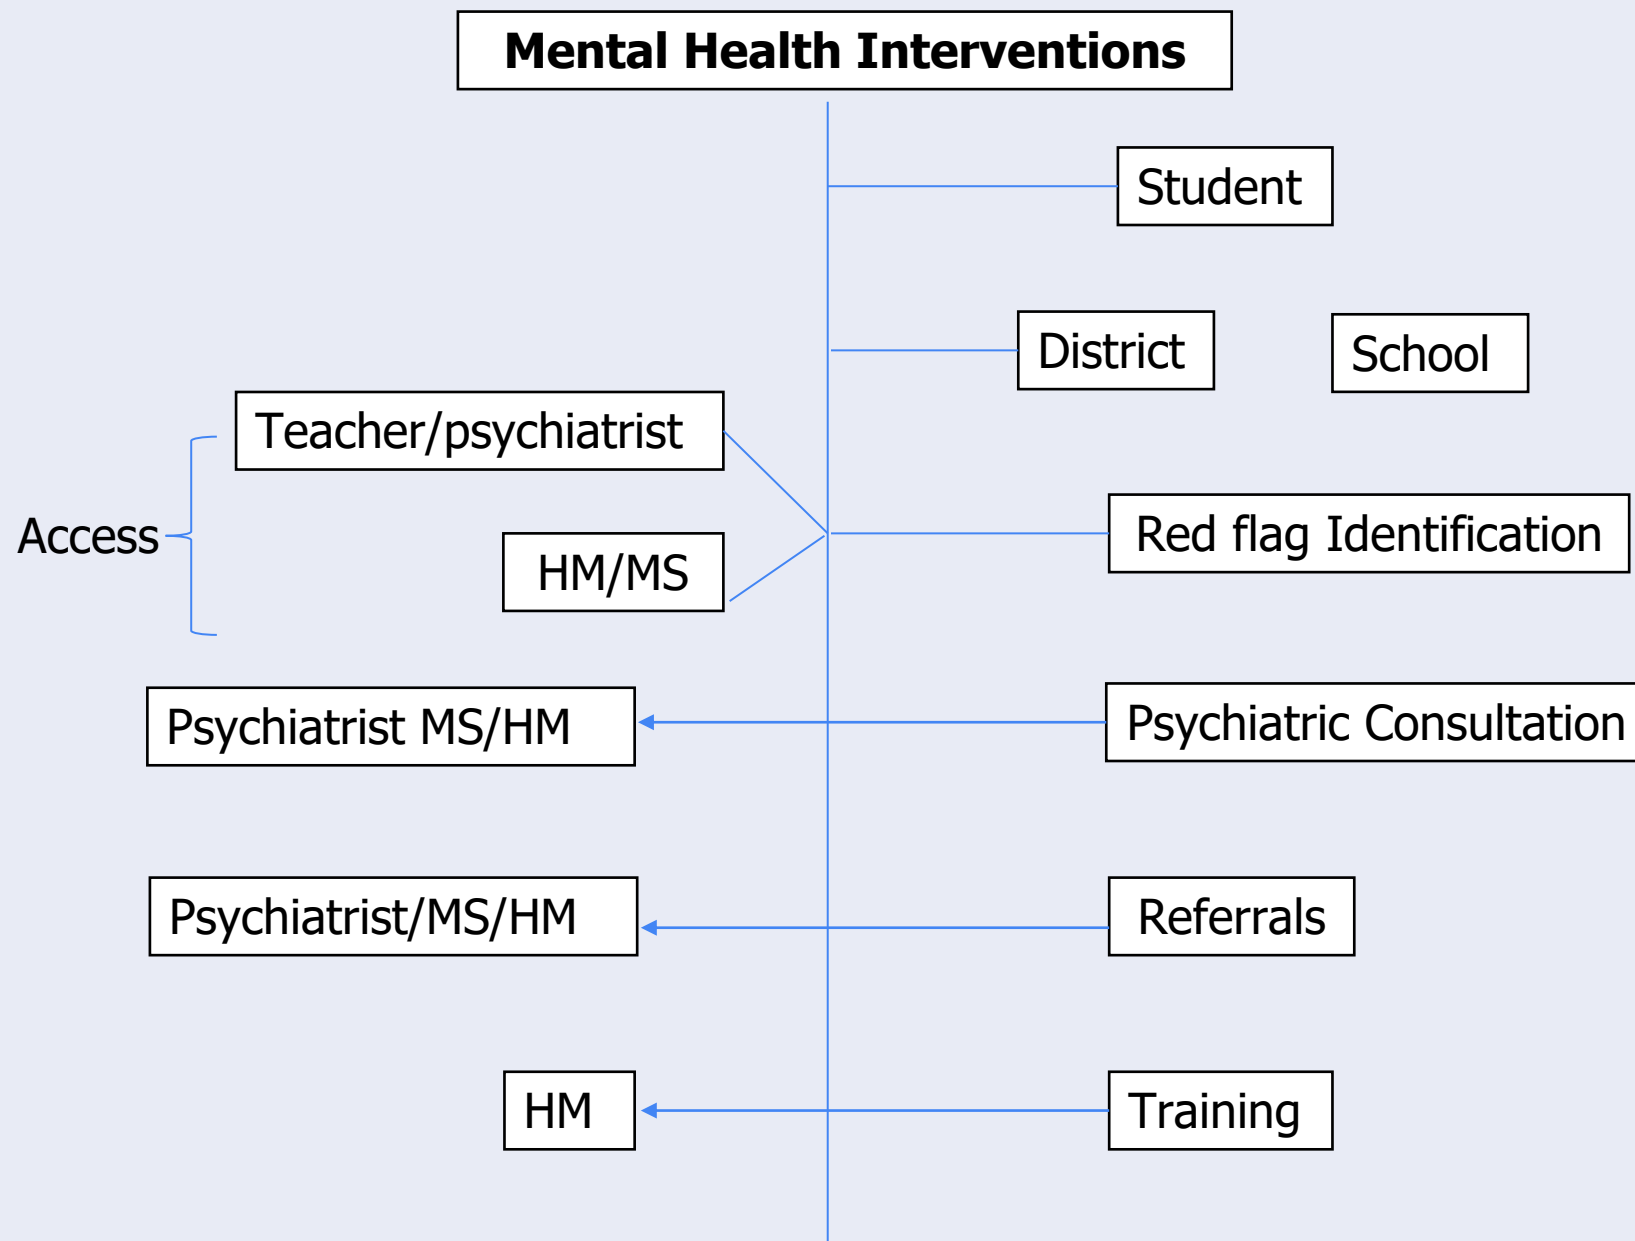 Mental Health Interventions
Student
District
School
Teacher/psychiatrist
Access
HM/MS
Red flag Identification
Psychiatrist MS/HM
Psychiatric Consultation
Psychiatrist/MS/HM
Referrals
HM
Training